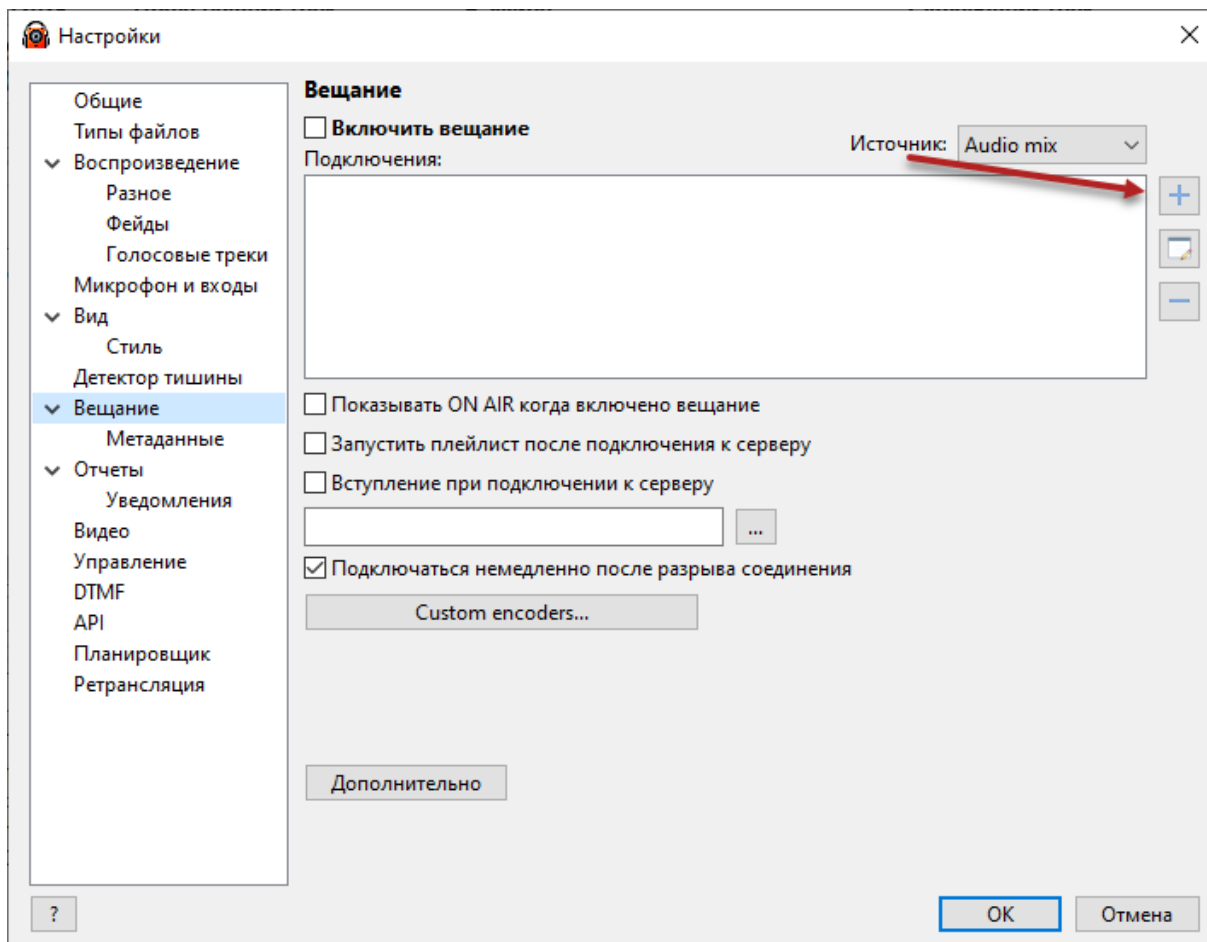 Настройки
Общие
Типы файлов
Воспроизведение
Разное
Фейды
Голосовые треки
Микрофон и входы
Вид
Стиль
Детектор тишины
Вещание
Метаданные
Отчеты
Уведомления
Видео
Управление
DTMF
API
Планировщик
Ретрансляция
Вещание
Включить вещание
Источник: Audio mix
Подключения:
Показывать ON AIR когда включено вещание
Запустить плейлист после подключения к серверу
Вступление при подключении к серверу
...
Подключаться немедленно после разрыва соединения
Custom encoders...
Дополнительно
?
OK
Отмена